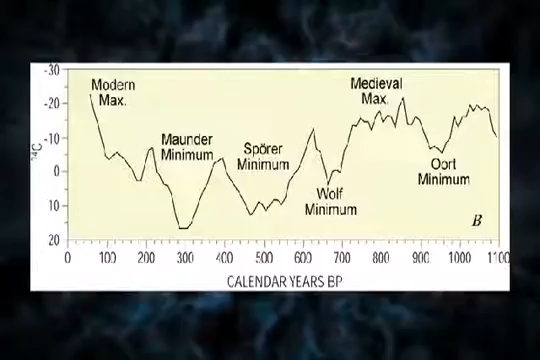 -30
-20
-10
0
10
20
¹⁴C
Modern
Max.
Maunder
Minimum
Spörer
Minimum
Medieval
Max.
Wolf
Minimum
Oort
Minimum
B
0 100 200 300 400 500 600 700 800 900 1000 1100
CALENDAR YEARS BP